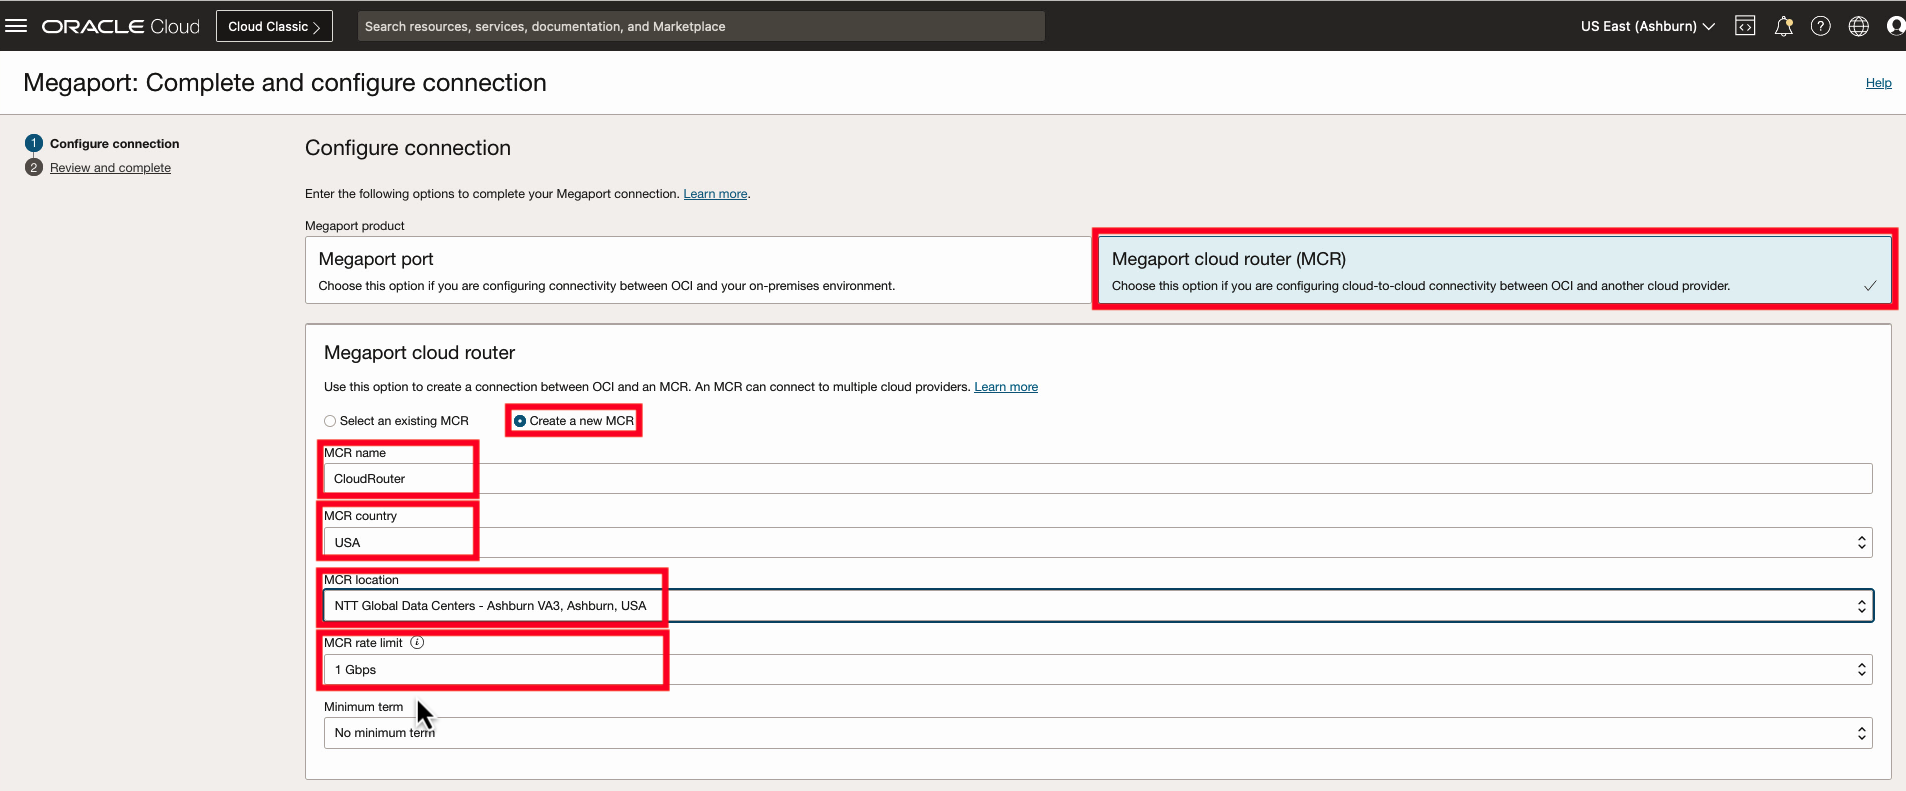 ORACLE Cloud
Cloud Classic
Search resources, services, documentation, and Marketplace
US East (Ashburn)
Megaport: Complete and configure connection
Help
1 Configure connection
2 Review and complete
Configure connection
Enter the following options to complete your Megaport connection. Learn more.
Megaport product
Megaport port
Choose this option if you are configuring connectivity between OCI and your on-premises environment.
Megaport cloud router (MCR)
Choose this option if you are configuring cloud-to-cloud connectivity between OCI and another cloud provider.
Megaport cloud router
Use this option to create a connection between OCI and an MCR. An MCR can connect to multiple cloud providers. Learn more
Select an existing MCR
Create a new MCR
MCR name
CloudRouter
MCR country
USA
MCR location
NTT Global Data Centers - Ashburn VA3, Ashburn, USA
MCR rate limit
1 Gbps
Minimum term
No minimum term